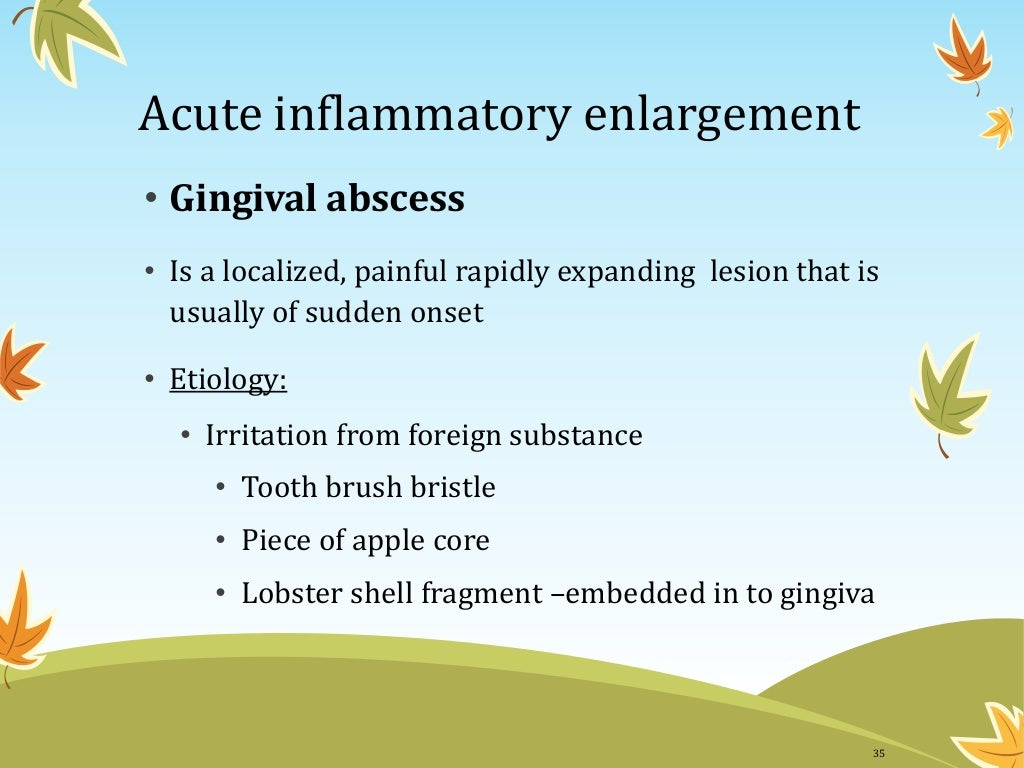 Acute inflammatory enlargement
• Gingival abscess
• Is a localized, painful rapidly expanding  lesion that is
usually of sudden onset
• Etiology:
• Irritation from foreign substance
• Tooth brush bristle
• Piece of apple core
• Lobster shell fragment –embedded in to gingiva
35